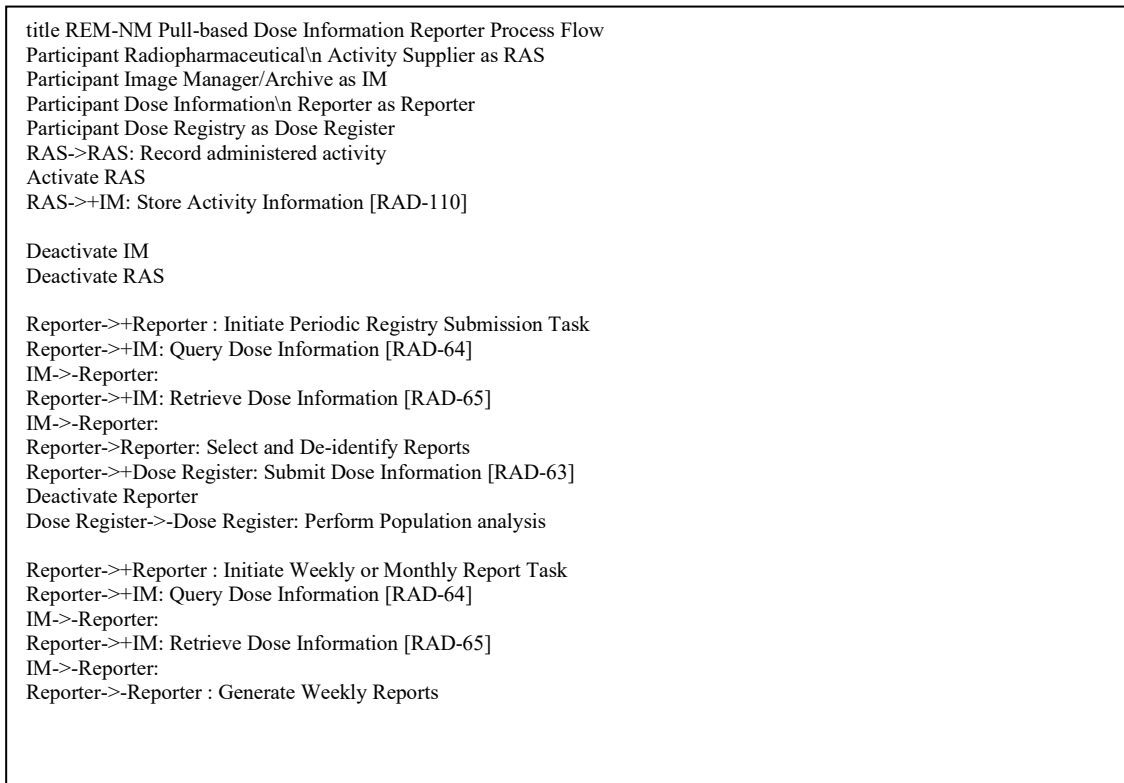 title REM-NM Pull-based Dose Information Reporter Process Flow
Participant Radiopharmaceutical\n Activity Supplier as RAS
Participant Image Manager/Archive as IM
Participant Dose Information\n Reporter as Reporter
Participant Dose Registry as Dose Register
RAS->RAS: Record administered activity
Activate RAS
RAS->+IM: Store Activity Information [RAD-110]
Deactivate IM
Deactivate RAS
Reporter->+Reporter : Initiate Periodic Registry Submission Task
Reporter->+IM: Query Dose Information [RAD-64]
IM->-Reporter:
Reporter->+IM: Retrieve Dose Information [RAD-65]
IM->-Reporter:
Reporter->Reporter: Select and De-identify Reports
Reporter->+Dose Register: Submit Dose Information [RAD-63]
Deactivate Reporter
Dose Register->-Dose Register: Perform Population analysis
Reporter->+Reporter : Initiate Weekly or Monthly Report Task
Reporter->+IM: Query Dose Information [RAD-64]
IM->-Reporter:
Reporter->+IM: Retrieve Dose Information [RAD-65]
IM->-Reporter:
Reporter->-Reporter : Generate Weekly Reports